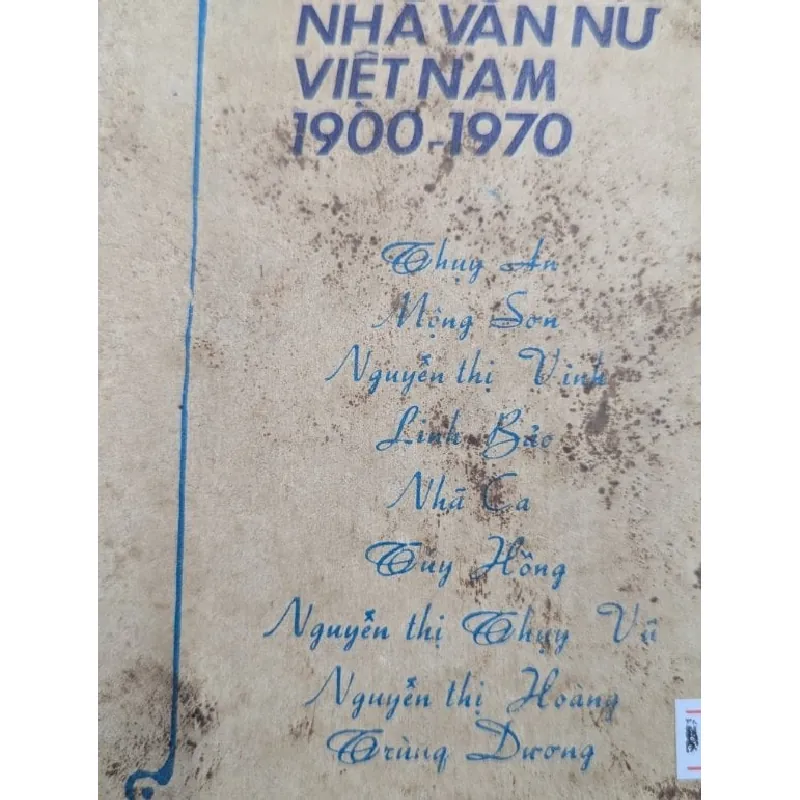 NHÀ VĂN NỮ
VIỆT NAM
1900-1970
Thụy An
Mộng Sơn
Nguyễn thị Vinh
Linh Bảo
Nhã Ca
Túy Hồng
Nguyễn thị Thụy Vũ
Nguyễn thị Hoàng
Trùng Dương